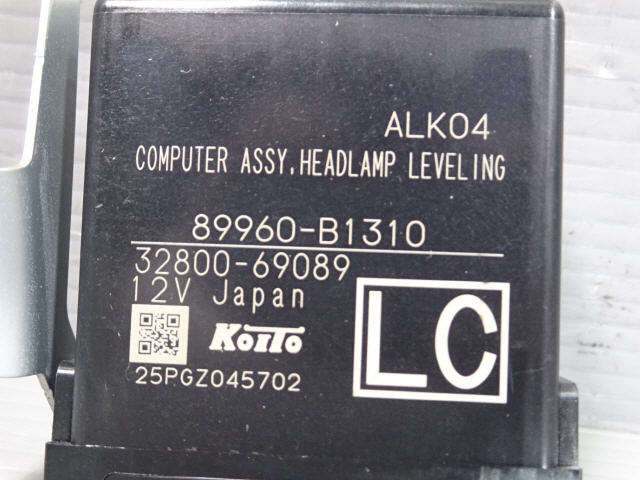 ALK04
COMPUTER ASSY, HEADLAMP LEVELING
89960-B1310
32800-69089
12V Japan
KOITO
25PGZ045702
LC